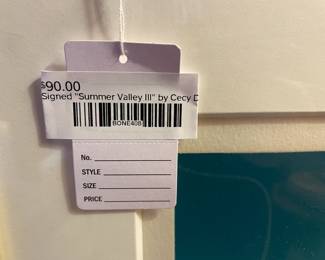 $90.00
Signed "Summer Valley III" by Cecy D
BONE408
No.
STYLE
SIZE
PRICE